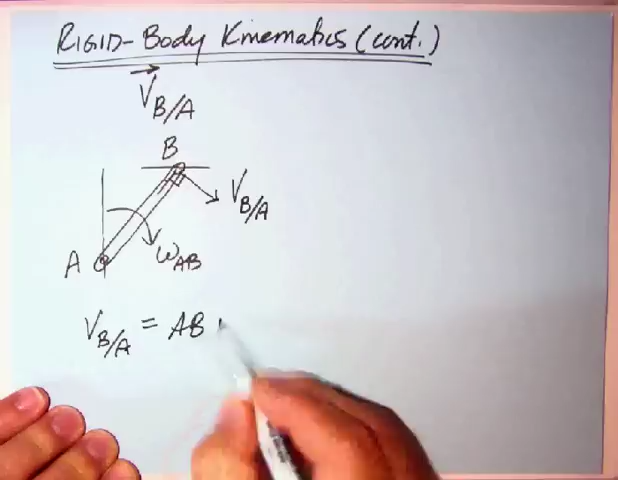 RIGID-Body Kinematics (cont.)
V B/A
B
V B/A
A
ω AB
V B/A = AB